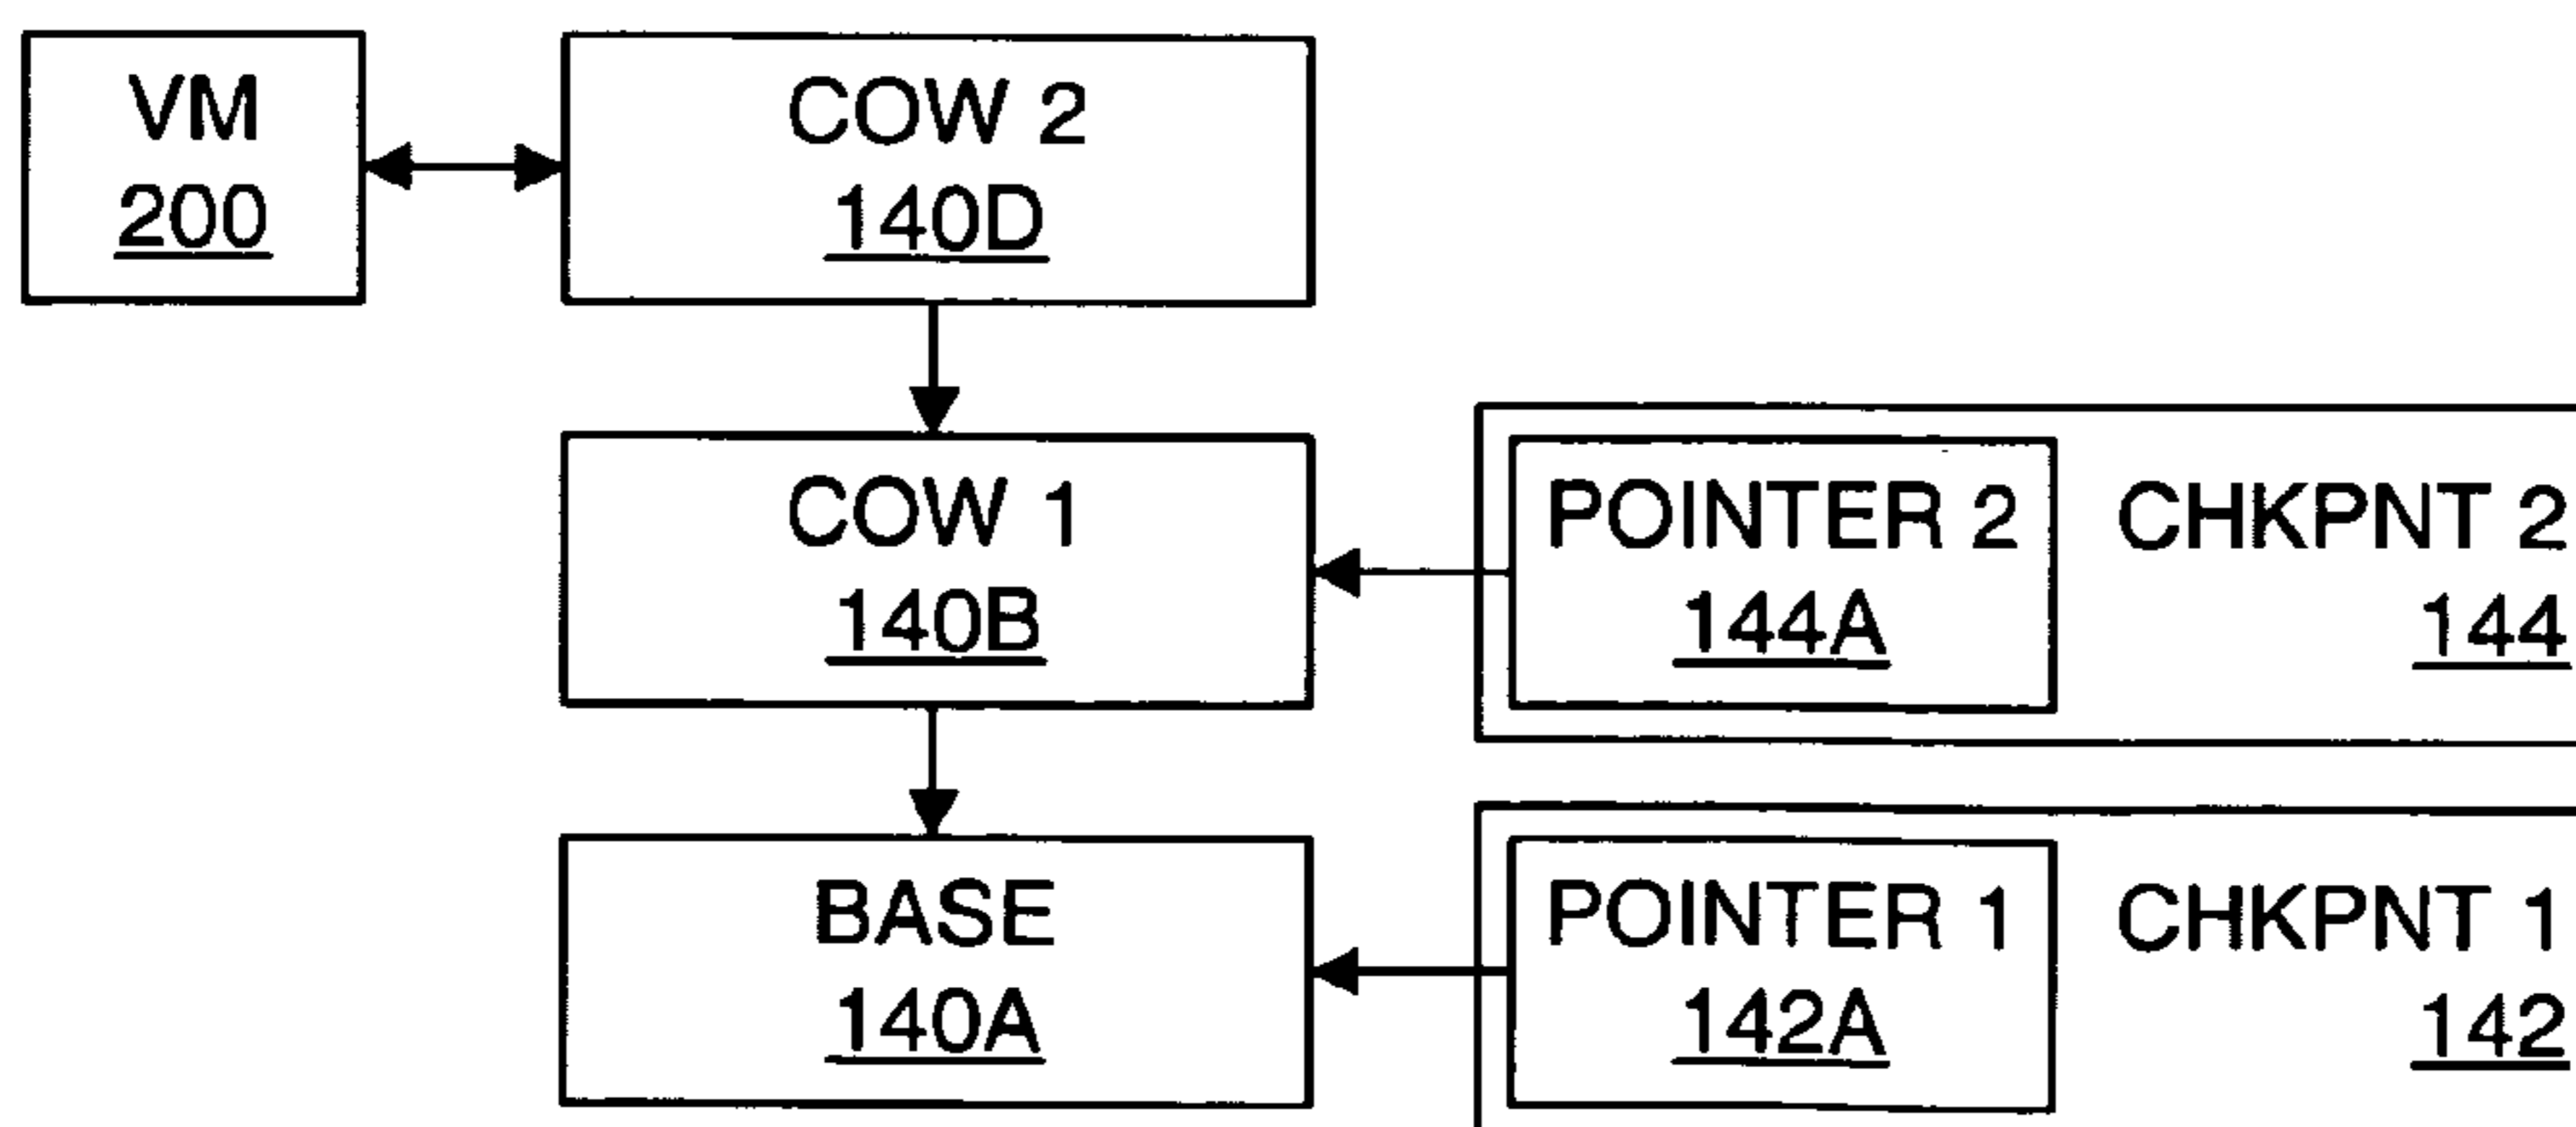 VM
200
COW 2
140D
COW 1
140B
POINTER 2
144A
CHKPNT 2
144
BASE
140A
POINTER 1
142A
CHKPNT 1
142